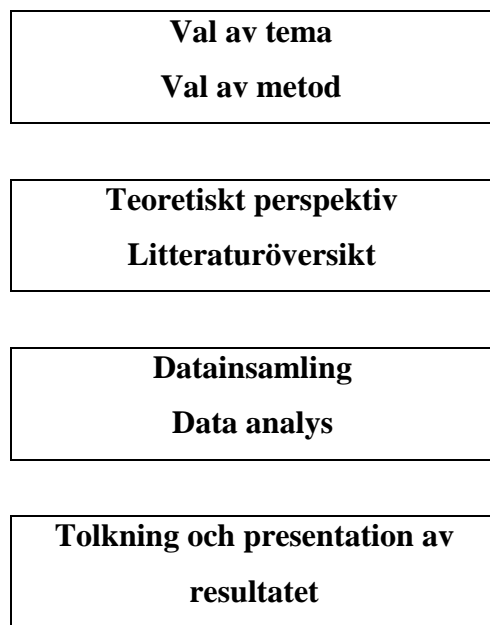 Val av tema
Val av metod
Teoretiskt perspektiv
Litteraturöversikt
Datainsamling
Data analys
Tolkning och presentation av
resultatet